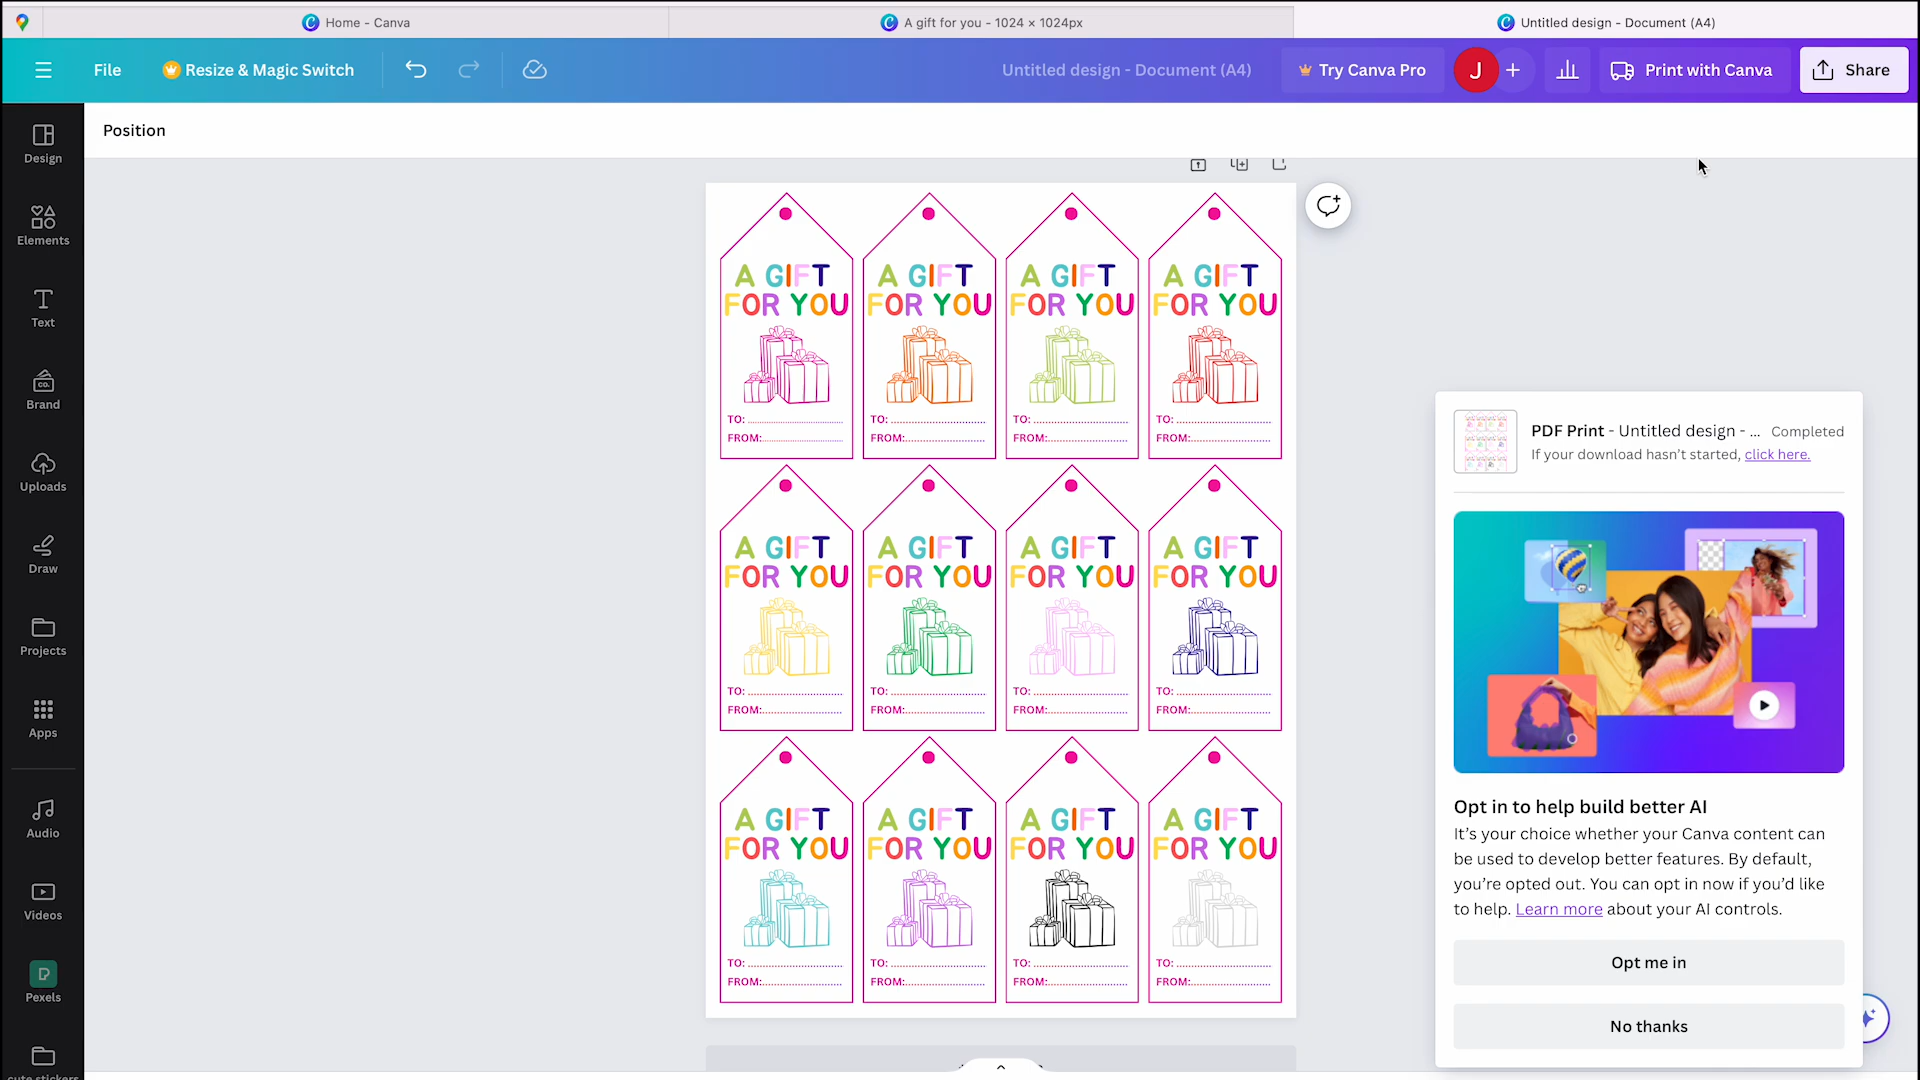 Home - Canva
A gift for you - 1024 × 1024px
Untitled design - Document (A4)
File
Resize & Magic Switch
Untitled design - Document (A4)
Try Canva Pro
J
Print with Canva
Share
Position
Design
Elements
Text
CO.
Brand
Uploads
Draw
Projects
Apps
Audio
Videos
Pexels
cute stickers
A GIFT
FOR YOU
TO:
FROM:
A GIFT
FOR YOU
TO:
FROM:
A GIFT
FOR YOU
TO:
FROM:
A GIFT
FOR YOU
TO:
FROM:
A GIFT
FOR YOU
TO:
FROM:
A GIFT
FOR YOU
TO:
FROM:
A GIFT
FOR YOU
TO:
FROM:
A GIFT
FOR YOU
TO:
FROM:
A GIFT
FOR YOU
TO:
FROM:
A GIFT
FOR YOU
TO:
FROM:
A GIFT
FOR YOU
TO:
FROM:
A GIFT
FOR YOU
TO:
FROM:
PDF Print - Untitled design - ... Completed
If your download hasn't started, click here.
Opt in to help build better AI
It's your choice whether your Canva content can
be used to develop better features. By default,
you're opted out. You can opt in now if you'd like
to help. Learn more about your AI controls.
Opt me in
No thanks